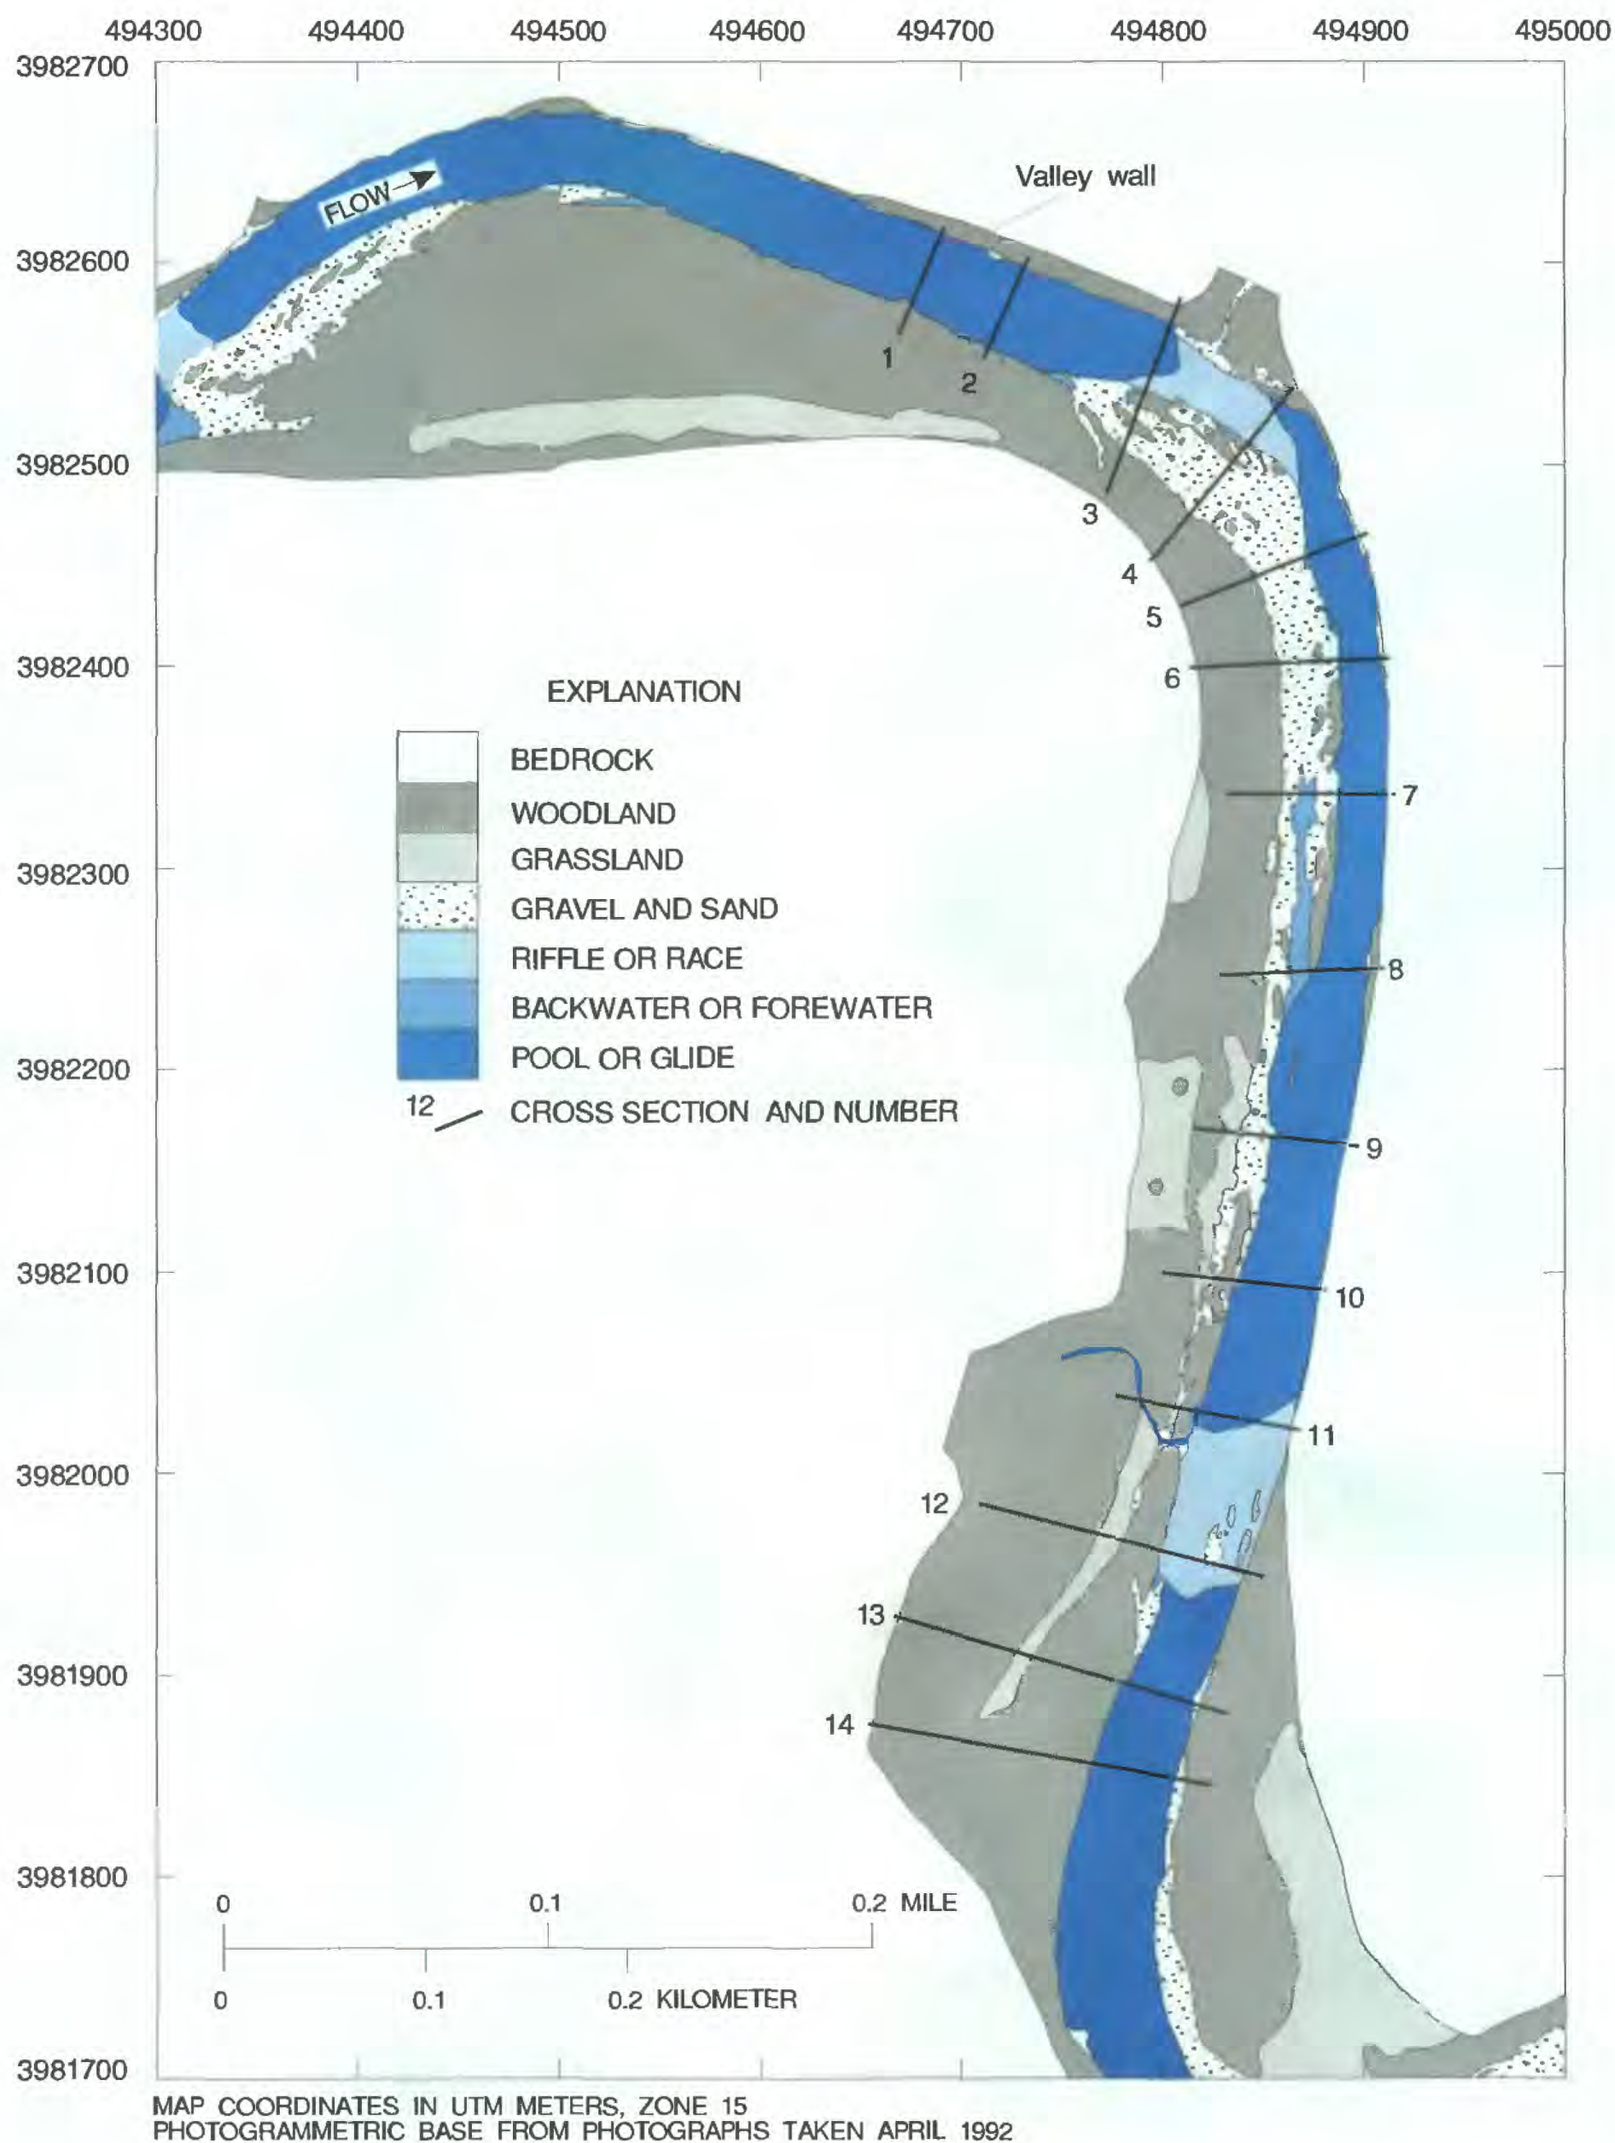 494300 494400 494500 494600 494700 494800 494900 495000
3982700
Valley wall
FLOW
3982600
1
2
3982500
3
4
5
3982400
6
EXPLANATION
BEDROCK
7
WOODLAND
GRASSLAND
3982300
GRAVEL AND SAND
RIFFLE OR RACE
8
BACKWATER OR FOREWATER
POOL OR GLIDE
3982200
12 CROSS SECTION AND NUMBER
9
3982100
10
11
3982000
12
13
3981900
14
3981800
0 0.1 0.2 MILE
0 0.1 0.2 KILOMETER
3981700
MAP COORDINATES IN UTM METERS, ZONE 15
PHOTOGRAMMETRIC BASE FROM PHOTOGRAPHS TAKEN APRIL 1992